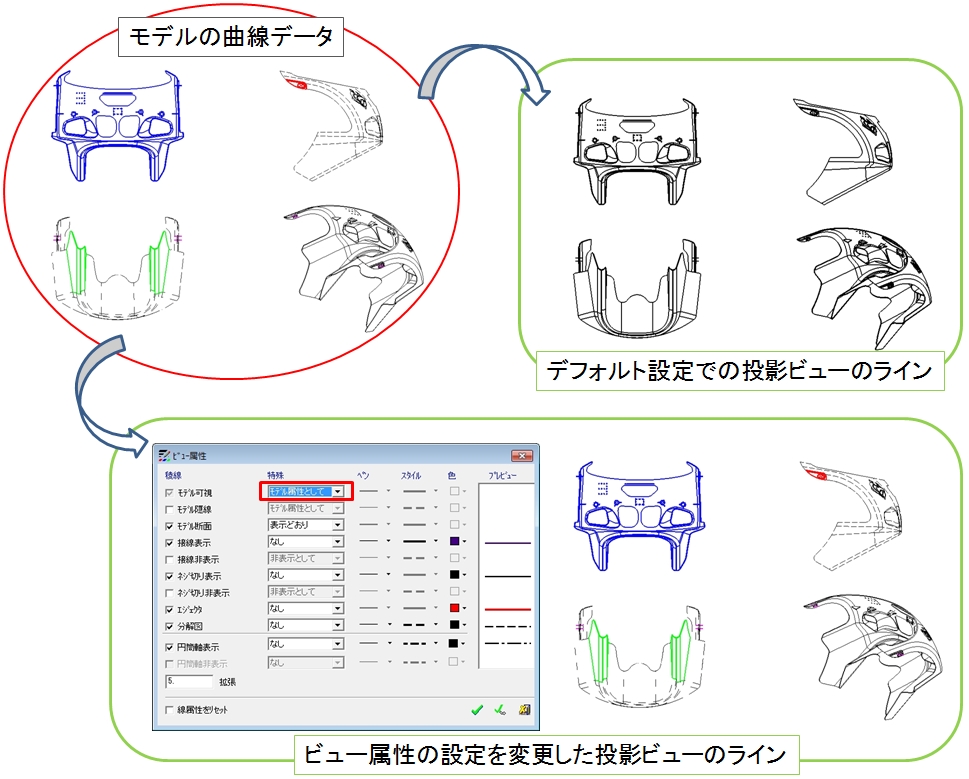 モデルの曲線データ
デフォルト設定での投影ビューのライン
ビュー属性
稜線 特殊 ペン スタイル 色 プレビュー
モデル可視 モデル属性として
モデル隠線 モデル属性として
モデル断面 表示どおり
接線表示 なし
接線非表示 非表示として
ネジ切り表示 なし
ネジ切り非表示 非表示として
エジェクタ なし
分解図 なし
円筒軸表示 なし
円筒軸非表示 なし
5. 拡張
線属性をリセット
ビュー属性の設定を変更した投影ビューのライン